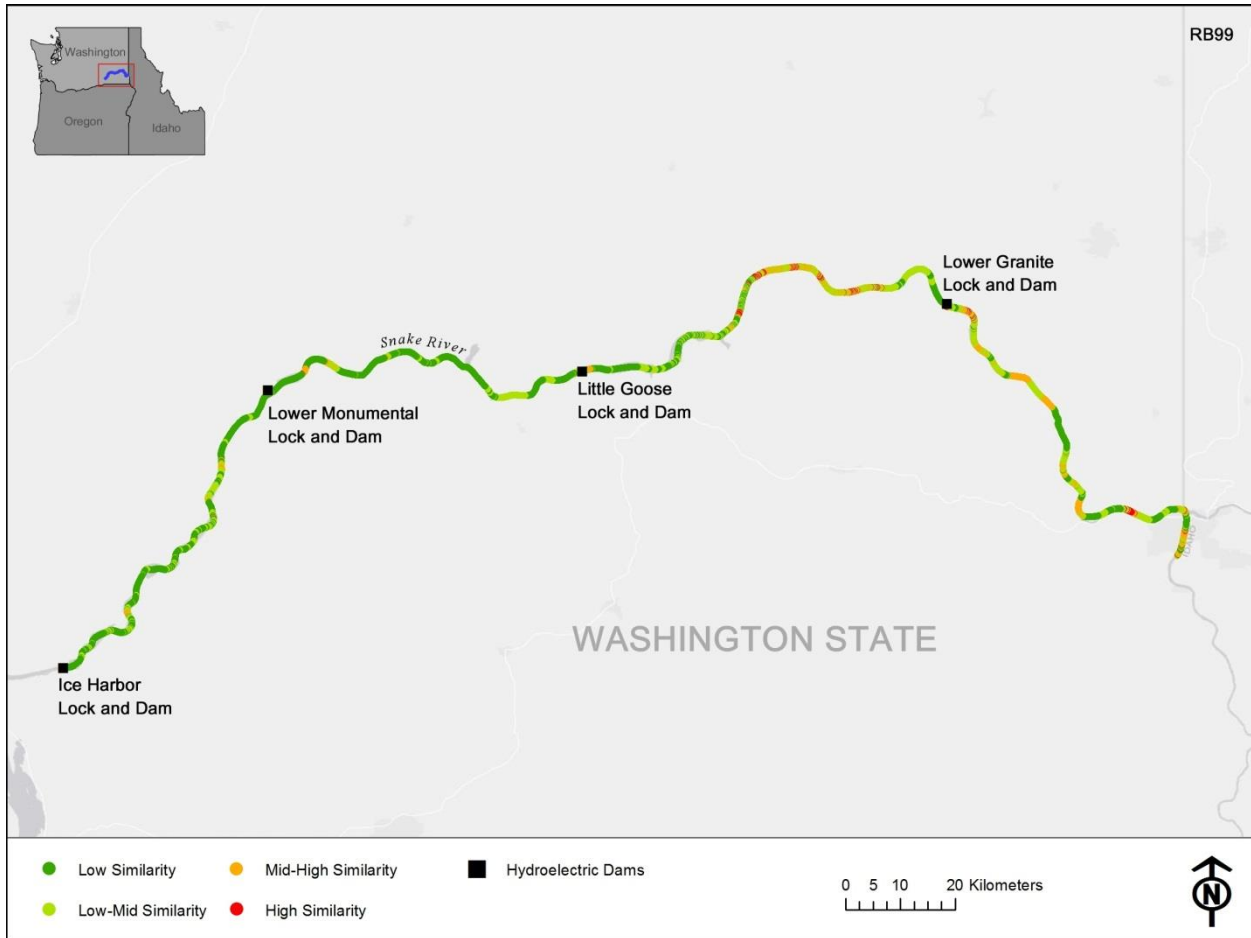 RB99
Washington
Oregon
Idaho
Lower Granite
Lock and Dam
Snake River
Little Goose
Lock and Dam
Lower Monumental
Lock and Dam
IDAHO
WASHINGTON STATE
Ice Harbor
Lock and Dam
Low Similarity
Mid-High Similarity
Hydroelectric Dams
0 5 10 20 Kilometers
Low-Mid Similarity
High Similarity
N